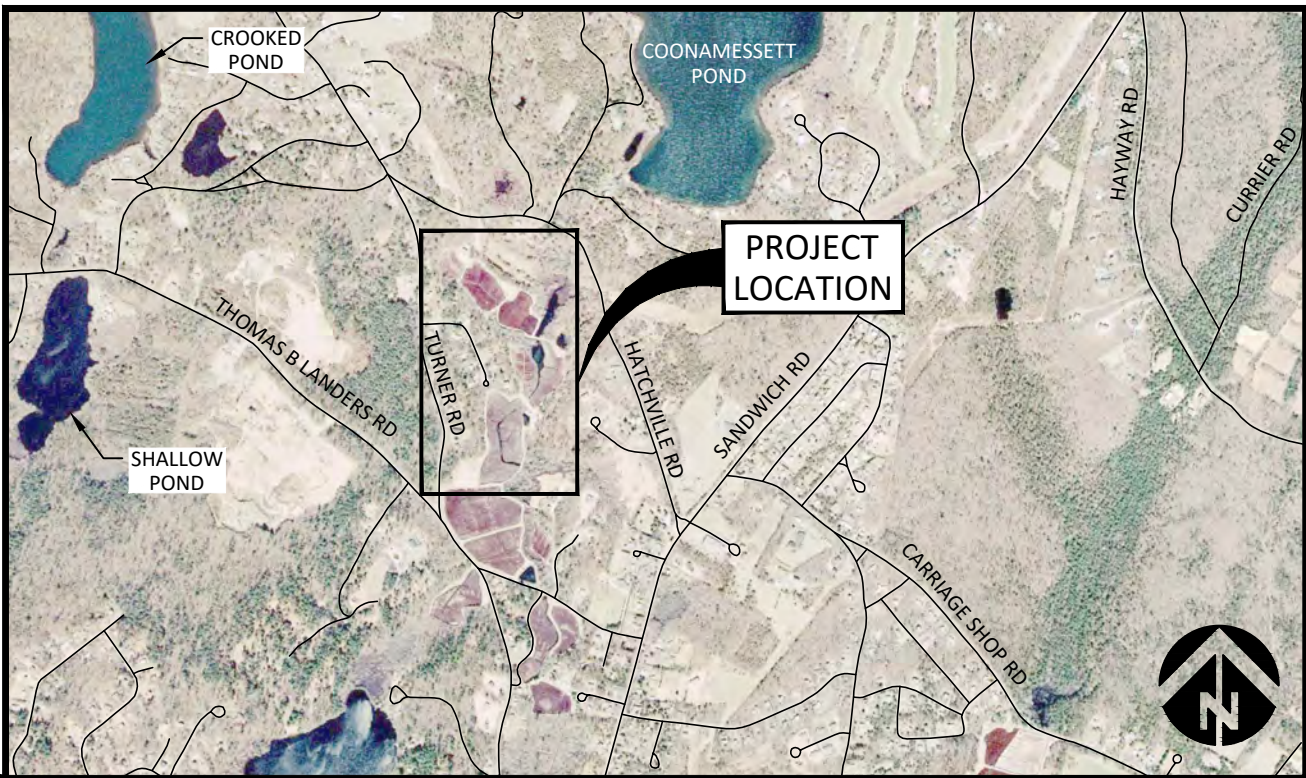 CROOKED
POND
COONAMESSETT
POND
HAYWAY RD
CURRIER RD
PROJECT
LOCATION
THOMAS B LANDERS RD
TURNER RD
HATCHVILLE RD
SANDWICH RD
SHALLOW
POND
CARRIAGE SHOP RD
N